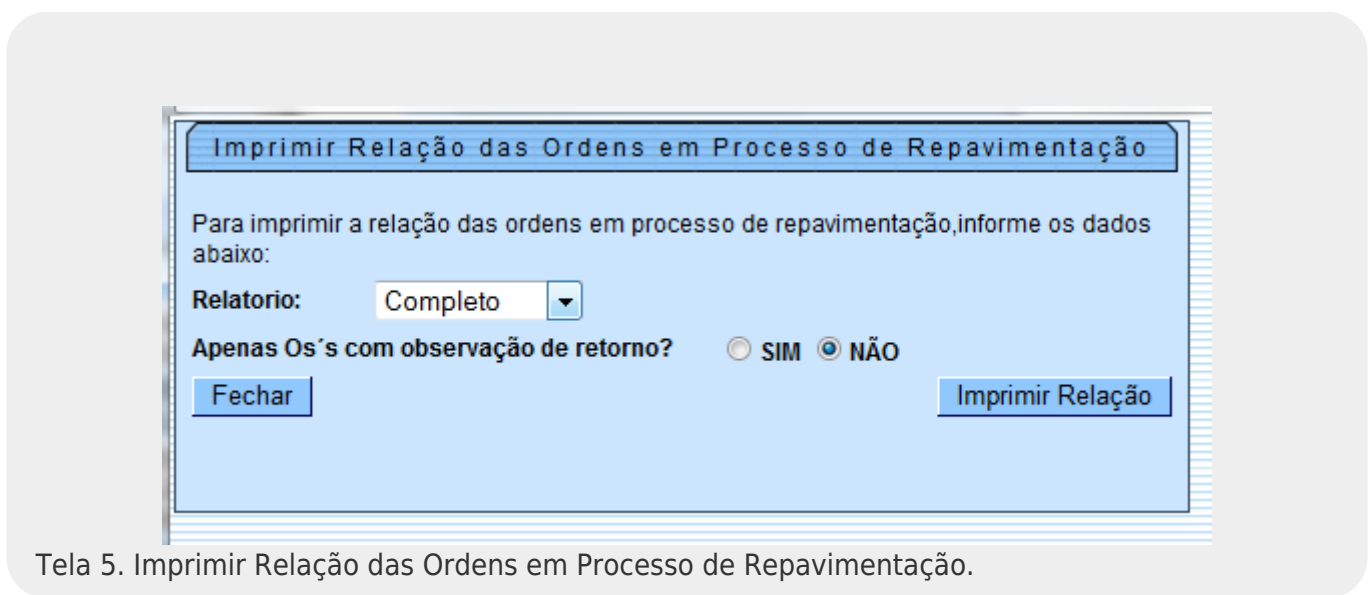 Imprimir Relação das Ordens em Processo de Repavimentação
Para imprimir a relação das ordens em processo de repavimentação,informe os dados
abaixo:
Relatorio: Completo
Apenas Os´s com observação de retorno? SIM NÃO
Fechar Imprimir Relação
Tela 5. Imprimir Relação das Ordens em Processo de Repavimentação.